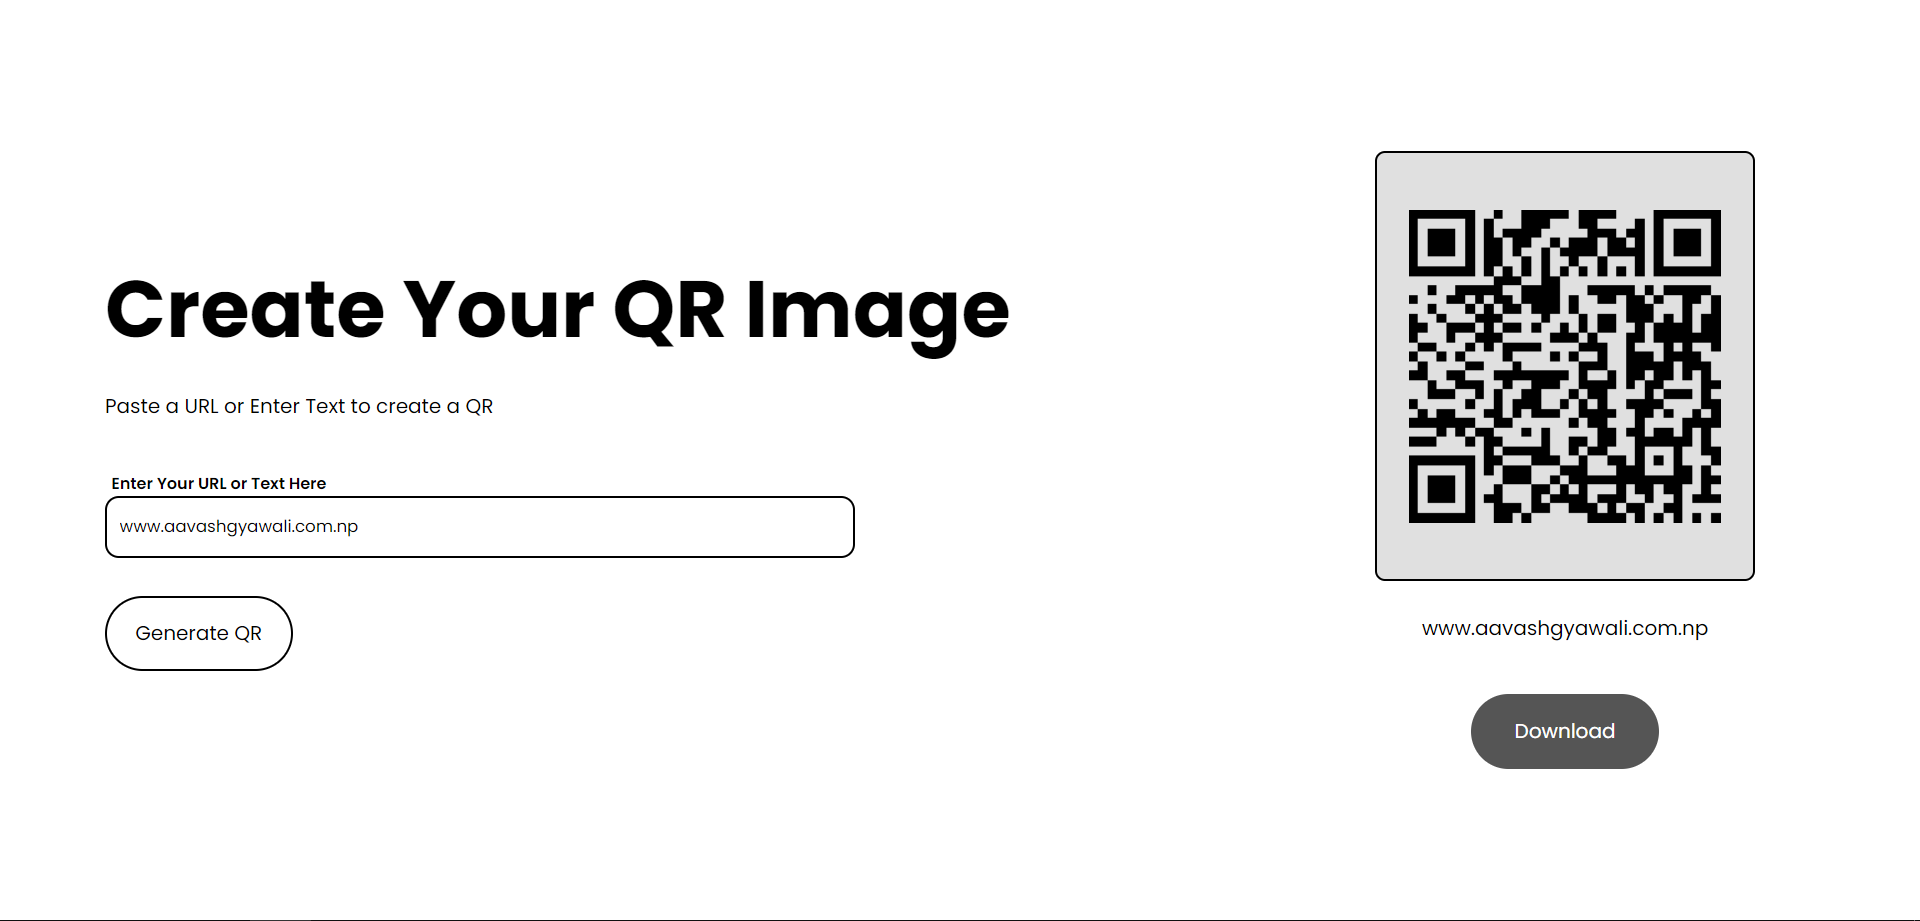 Create Your QR Image
Paste a URL or Enter Text to create a QR
Enter Your URL or Text Here
www.aavashgyawali.com.np
Generate QR
www.aavashgyawali.com.np
Download